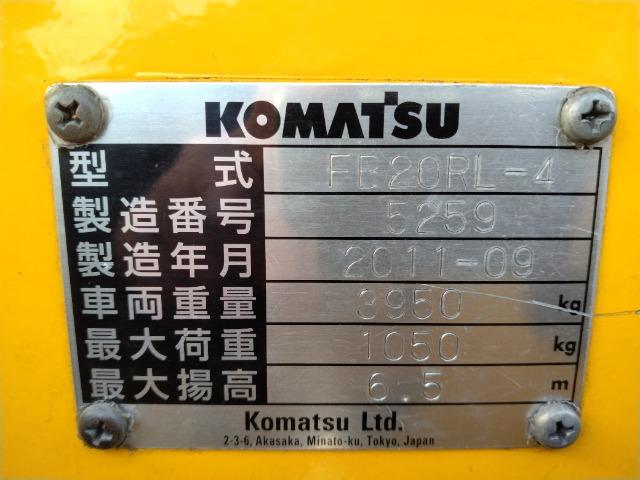 KOMATSU
型式 FB20RL-4
製造番号 5259
製造年月 2011-09
車両重量 3950 kg
最大荷重 1050 kg
最大揚高 6.5 m
Komatsu Ltd.
2-3-6, Akasaka, Minato-ku, Tokyo, Japan